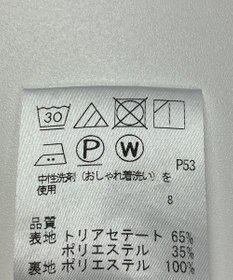 30
P W P53
中性洗剤(おしゃれ着洗い)を
使用
8
品質
表地 トリアセテート 65%
ポリエステル 35%
裏地 ポリエステル 100%